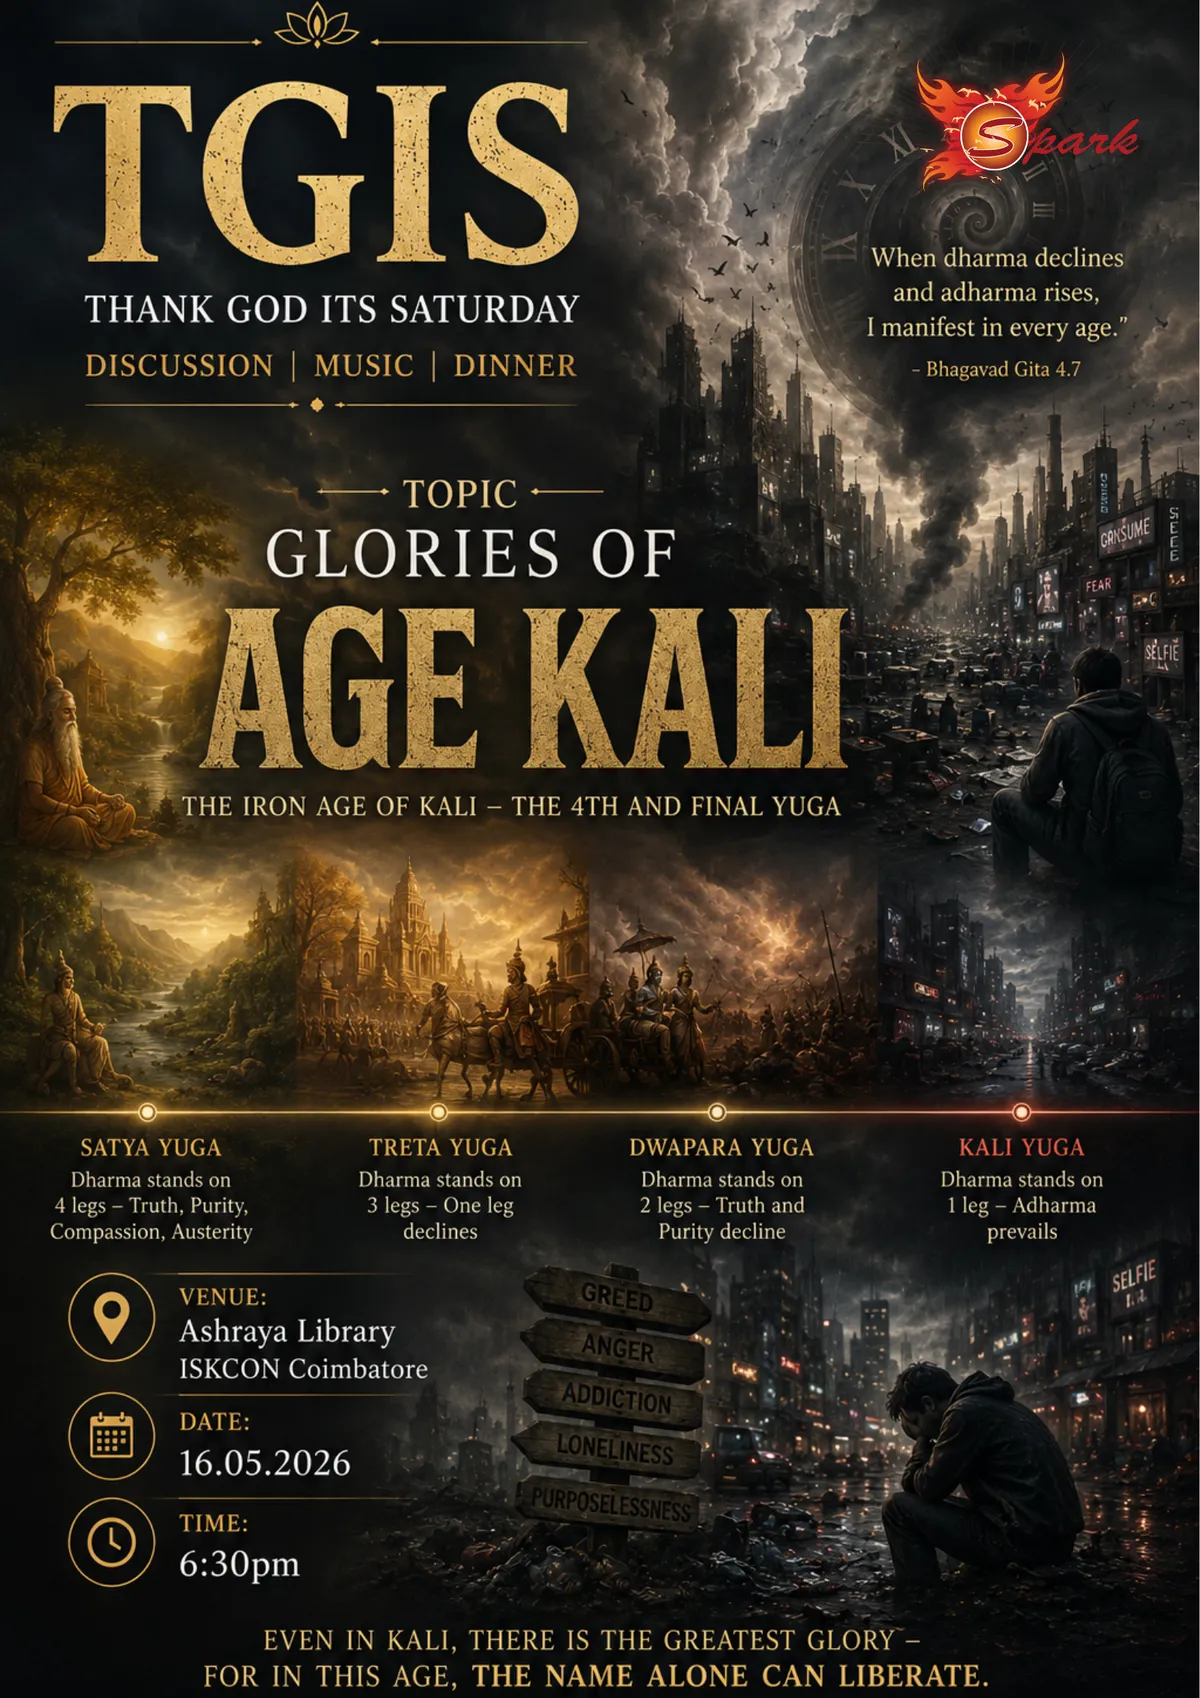 TGIS
THANK GOD ITS SATURDAY
DISCUSSION | MUSIC | DINNER
Spark
When dharma declines
and adharma rises,
I manifest in every age.”
– Bhagavad Gita 4.7
TOPIC
GLORIES OF
AGE KALI
THE IRON AGE OF KALI – THE 4TH AND FINAL YUGA
FEAR
SELFIE
SATYA YUGA
Dharma stands on
4 legs – Truth, Purity,
Compassion, Austerity
TRETA YUGA
Dharma stands on
3 legs – One leg
declines
DWAPARA YUGA
Dharma stands on
2 legs – Truth and
Purity decline
KALI YUGA
Dharma stands on
1 leg – Adharma
prevails
VENUE:
Ashraya Library
ISKCON Coimbatore
DATE:
16.05.2026
TIME:
6:30pm
GREED
ANGER
ADDICTION
LONELINESS
PURPOSELESSNESS
SELFIE
EVEN IN KALI, THERE IS THE GREATEST GLORY –
FOR IN THIS AGE, THE NAME ALONE CAN LIBERATE.